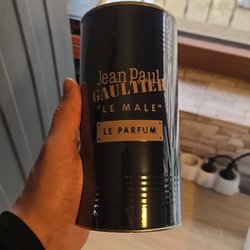 Jean Paul
GAULTIER
"LE MALE"
LE PARFUM